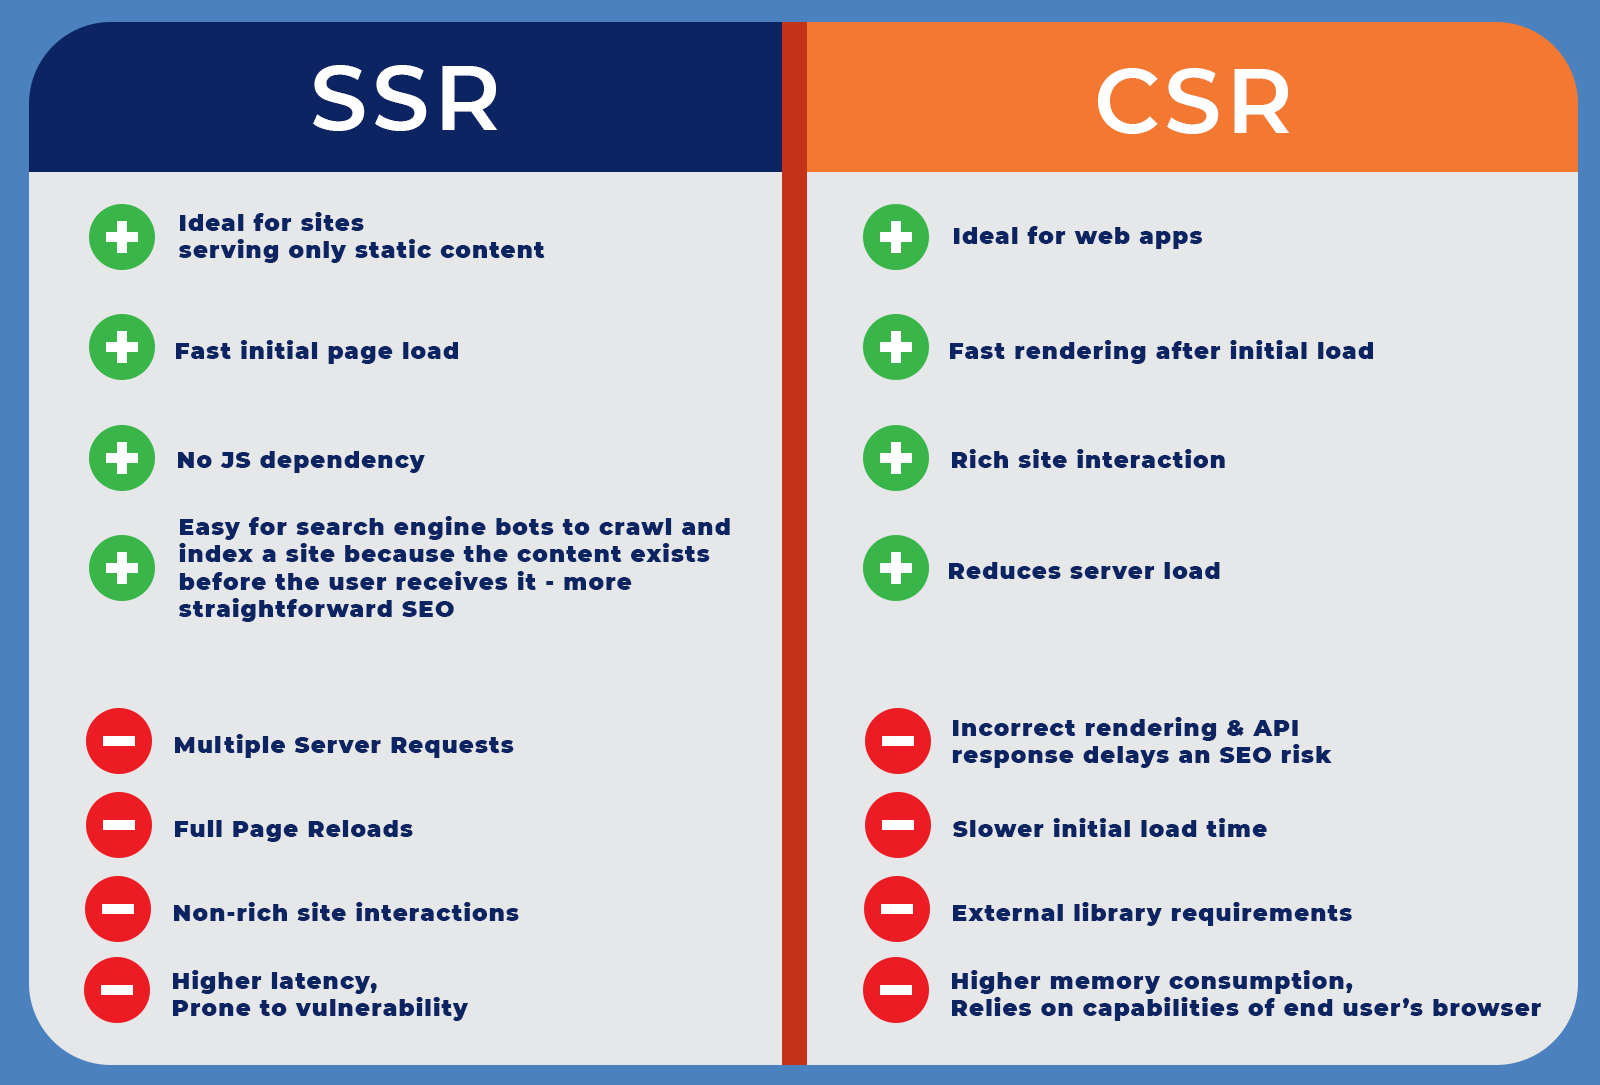 SSR
Ideal for sites
serving only static content
Fast initial page load
No JS dependency
Easy for search engine bots to crawl and
index a site because the content exists
before the user receives it - more
straightforward SEO
Multiple Server Requests
Full Page Reloads
Non-rich site interactions
Higher latency,
Prone to vulnerability
CSR
Ideal for web apps
Fast rendering after initial load
Rich site interaction
Reduces server load
Incorrect rendering & API
response delays an SEO risk
Slower initial load time
External library requirements
Higher memory consumption,
Relies on capabilities of end user’s browser